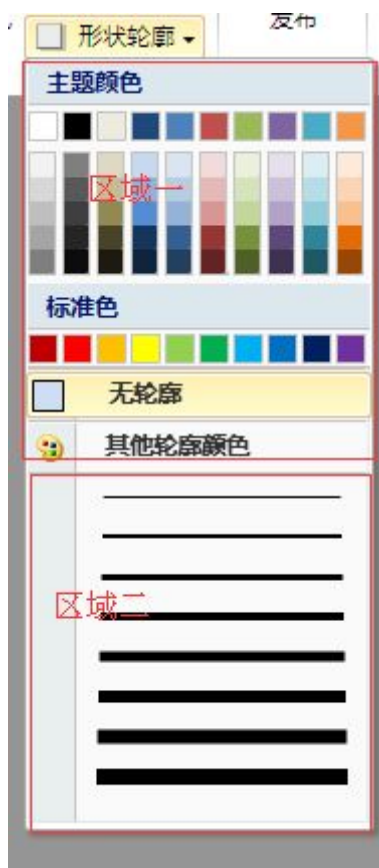 形状轮廓
发布
主题颜色
区域一
标准色
无轮廓
其他轮廓颜色
区域二